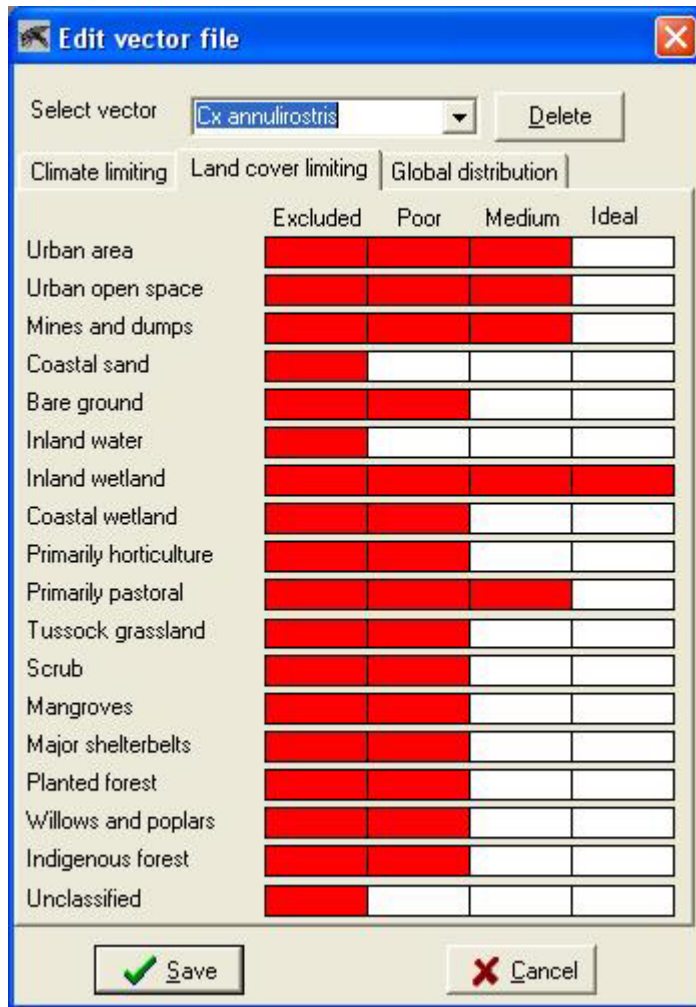 Edit vector file
Select vector Cx annulirostris Delete
Climate limiting Land cover limiting Global distribution
Excluded Poor Medium Ideal
Urban area
Urban open space
Mines and dumps
Coastal sand
Bare ground
Inland water
Inland wetland
Coastal wetland
Primarily horticulture
Primarily pastoral
Tussock grassland
Scrub
Mangroves
Major shelterbelts
Planted forest
Willows and poplars
Indigenous forest
Unclassified
Save Cancel